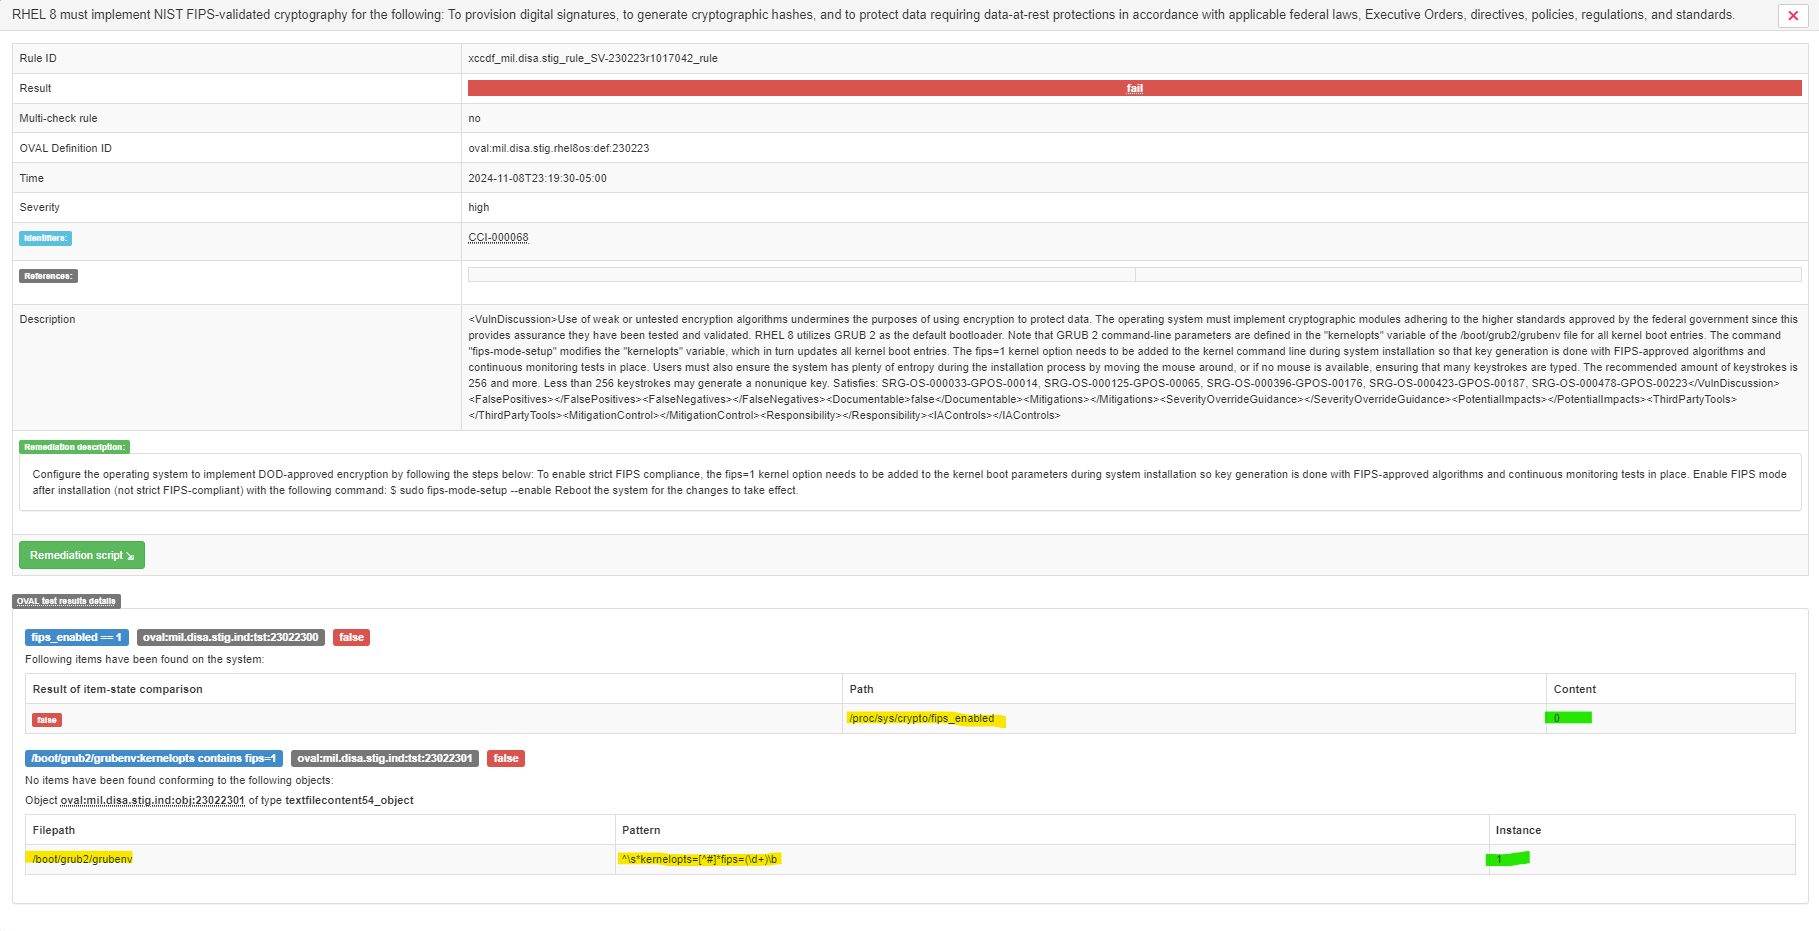 RHEL 8 must implement NIST FIPS-validated cryptography for the following: To provision digital signatures, to generate cryptographic hashes, and to protect data requiring data-at-rest protections in accordance with applicable federal laws, Executive Orders, directives, policies, regulations, and standards.
Rule ID xccdf_mil.disa.stig_rule_SV-230223r1017042_rule
Result fail
Multi-check rule no
OVAL Definition ID oval:mil.disa.stig.rhel8os:def:230223
Time 2024-11-08T23:19:30-05:00
Severity high
Identifiers: CCI-000068
References:
Description <VulnDiscussion>Use of weak or untested encryption algorithms undermines the purposes of using encryption to protect data. The operating system must implement cryptographic modules adhering to the higher standards approved by the federal government since this
provides assurance they have been tested and validated. RHEL 8 utilizes GRUB 2 as the default bootloader. Note that GRUB 2 command-line parameters are defined in the "kernelopts" variable of the /boot/grub2/grubenv file for all kernel boot entries. The command
"fips-mode-setup" modifies the "kernelopts" variable, which in turn updates all kernel boot entries. The fips=1 kernel option needs to be added to the kernel command line during system installation so that key generation is done with FIPS-approved algorithms and
continuous monitoring tests in place. Users must also ensure the system has plenty of entropy during the installation process by moving the mouse around, or if no mouse is available, ensuring that many keystrokes are typed. The recommended amount of keystrokes is
256 and more. Less than 256 keystrokes may generate a nonunique key. Satisfies: SRG-OS-000033-GPOS-00014, SRG-OS-000125-GPOS-00065, SRG-OS-000396-GPOS-00176, SRG-OS-000423-GPOS-00187, SRG-OS-000478-GPOS-00223</VulnDiscussion>
<FalsePositives></FalsePositives><FalseNegatives></FalseNegatives><Documentable>false</Documentable><Mitigations></Mitigations><SeverityOverrideGuidance></SeverityOverrideGuidance><PotentialImpacts></PotentialImpacts><ThirdPartyTools>
</ThirdPartyTools><MitigationControl></MitigationControl><Responsibility></Responsibility><IAControls></IAControls>
Remediation description:
Configure the operating system to implement DOD-approved encryption by following the steps below: To enable strict FIPS compliance, the fips=1 kernel option needs to be added to the kernel boot parameters during system installation so key generation is done with FIPS-approved algorithms and continuous monitoring tests in place. Enable FIPS mode
after installation (not strict FIPS-compliant) with the following command: $ sudo fips-mode-setup --enable Reboot the system for the changes to take effect.
Remediation script ⇲
OVAL test results details
fips_enabled == 1 oval:mil.disa.stig.ind:tst:23022300 false
Following items have been found on the system:
Result of item-state comparison Path Content
false /proc/sys/crypto/fips_enabled 0
/boot/grub2/grubenv:kernelopts contains fips=1 oval:mil.disa.stig.ind:tst:23022301 false
No items have been found conforming to the following objects:
Object oval:mil.disa.stig.ind:obj:23022301 of type textfilecontent54_object
Filepath Pattern Instance
/boot/grub2/grubenv ^\s*kernelopts=[^#]*fips=(\d+)\b 1